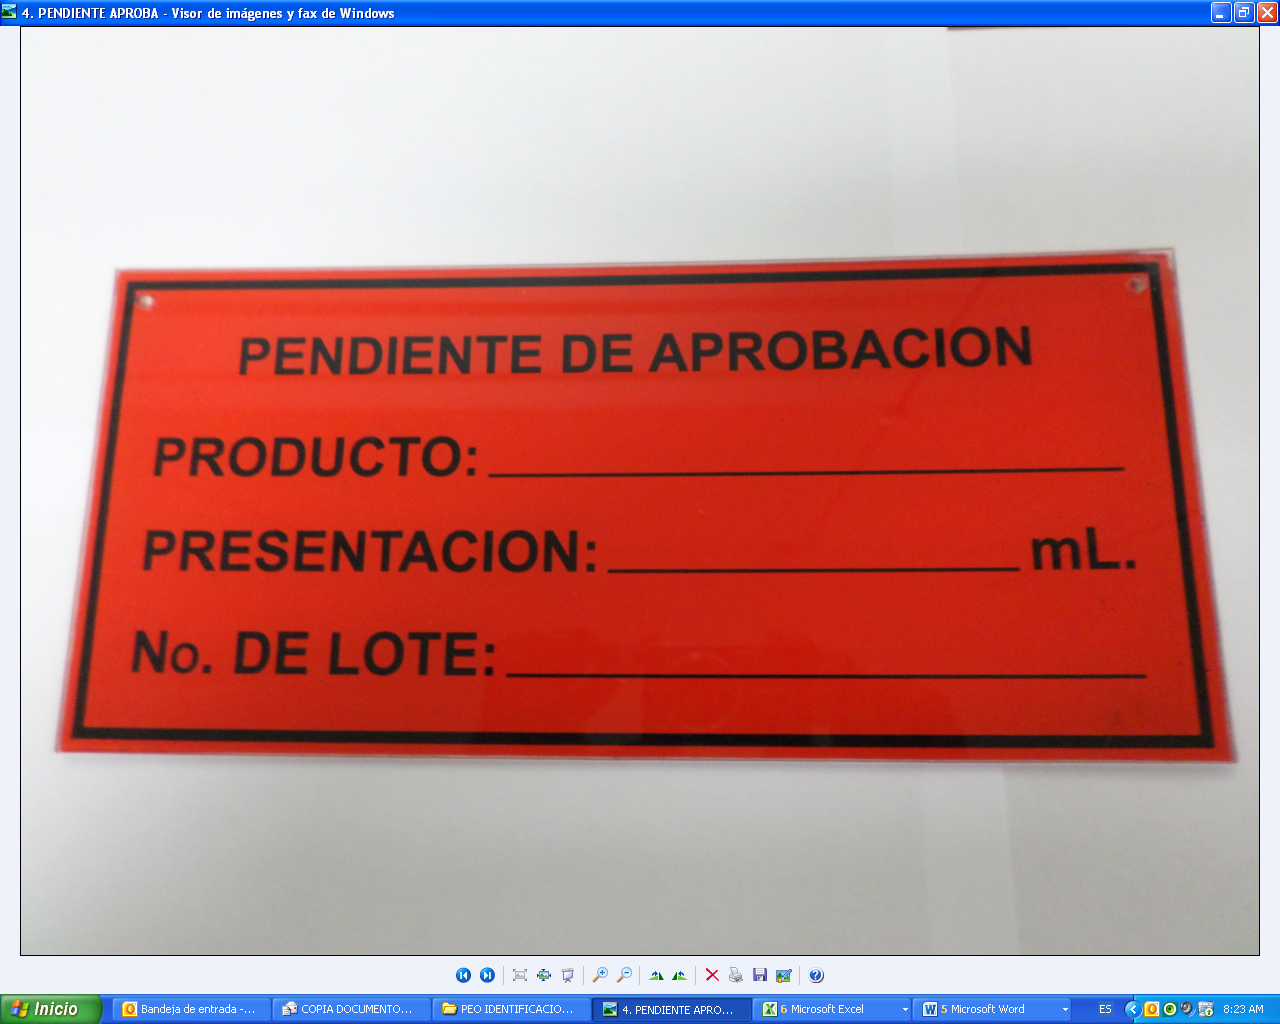 4. PENDIENTE APROBA - Visor de imágenes y fax de Windows
PENDIENTE DE APROBACION
PRODUCTO:
PRESENTACION: mL.
No. DE LOTE:
Inicio
Bandeja de entrada -...
COPIA DOCUMENTO...
PEO IDENTIFICACIO...
4. PENDIENTE APRO...
6 Microsoft Excel
5 Microsoft Word
ES
8:23 AM